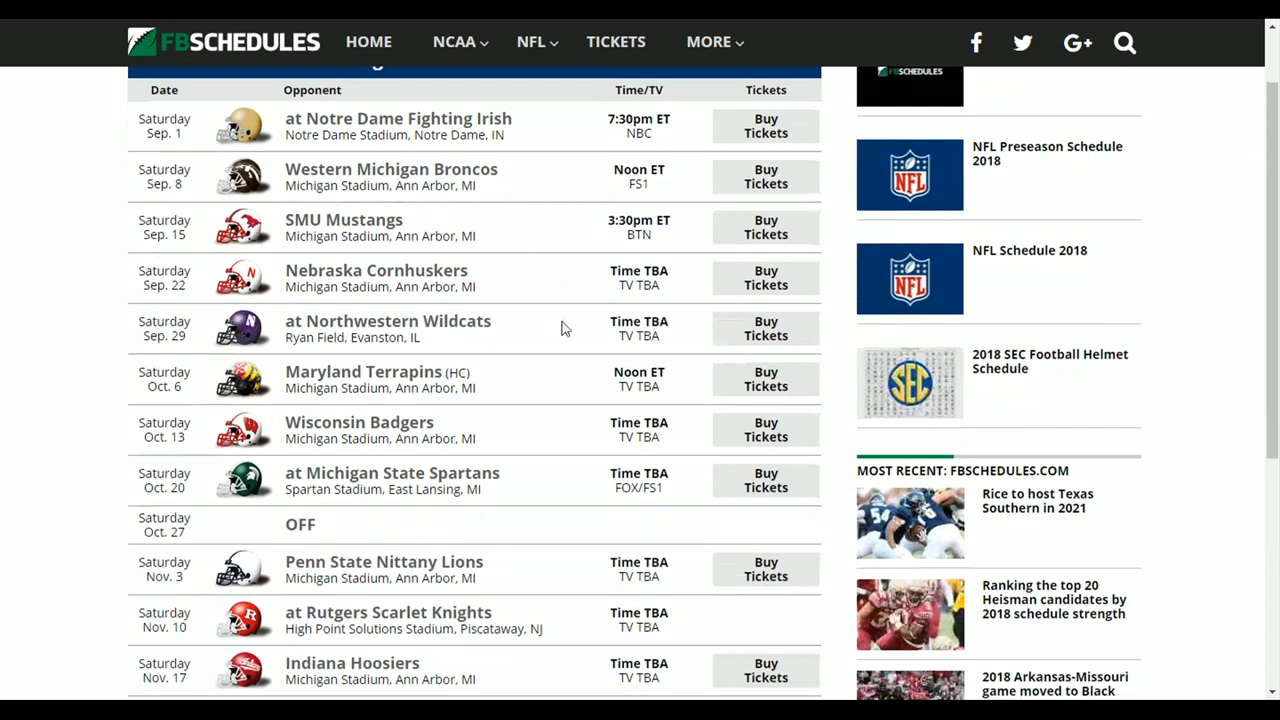 FBSCHEDULES
HOME
NCAA
NFL
TICKETS
MORE
Date
Opponent
Time/TV
Tickets
Saturday
Sep. 1
at Notre Dame Fighting Irish
Notre Dame Stadium, Notre Dame, IN
7:30pm ET
NBC
Buy
Tickets
Saturday
Sep. 8
Western Michigan Broncos
Michigan Stadium, Ann Arbor, MI
Noon ET
FS1
Buy
Tickets
Saturday
Sep. 15
SMU Mustangs
Michigan Stadium, Ann Arbor, MI
3:30pm ET
BTN
Buy
Tickets
Saturday
Sep. 22
Nebraska Cornhuskers
Michigan Stadium, Ann Arbor, MI
Time TBA
TV TBA
Buy
Tickets
Saturday
Sep. 29
at Northwestern Wildcats
Ryan Field, Evanston, IL
Time TBA
TV TBA
Buy
Tickets
Saturday
Oct. 6
Maryland Terrapins (HC)
Michigan Stadium, Ann Arbor, MI
Noon ET
TV TBA
Buy
Tickets
Saturday
Oct. 13
Wisconsin Badgers
Michigan Stadium, Ann Arbor, MI
Time TBA
TV TBA
Buy
Tickets
Saturday
Oct. 20
at Michigan State Spartans
Spartan Stadium, East Lansing, MI
Time TBA
FOX/FS1
Buy
Tickets
Saturday
Oct. 27
OFF
Saturday
Nov. 3
Penn State Nittany Lions
Michigan Stadium, Ann Arbor, MI
Time TBA
TV TBA
Buy
Tickets
Saturday
Nov. 10
at Rutgers Scarlet Knights
High Point Solutions Stadium, Piscataway, NJ
Time TBA
TV TBA
Buy
Tickets
Saturday
Nov. 17
Indiana Hoosiers
Michigan Stadium, Ann Arbor, MI
Time TBA
TV TBA
Buy
Tickets
FBSCHEDULES
NFL
NFL Preseason Schedule
2018
NFL
NFL Schedule 2018
SEC
2018 SEC Football Helmet
Schedule
MOST RECENT: FBSCHEDULES.COM
Rice to host Texas
Southern in 2021
Ranking the top 20
Heisman candidates by
2018 schedule strength
2018 Arkansas-Missouri
game moved to Black